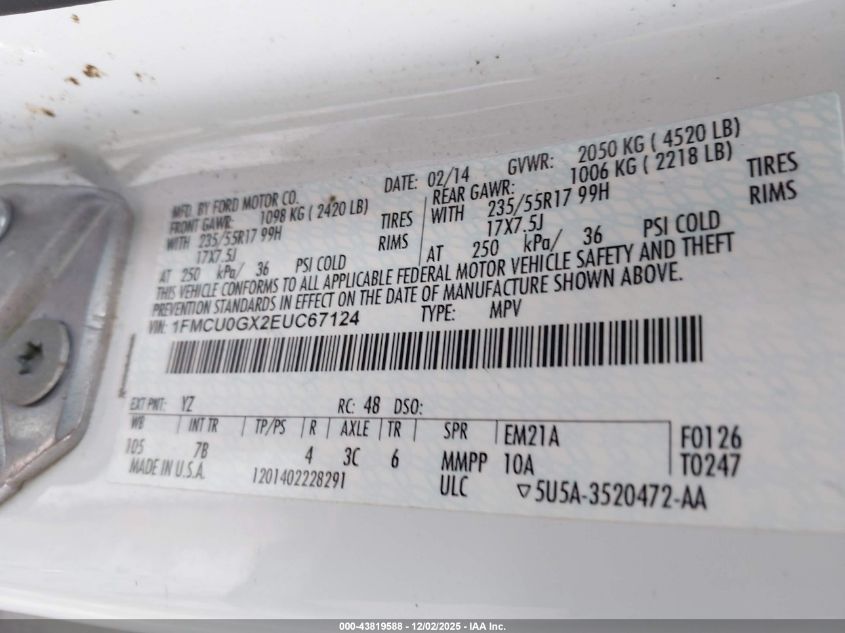 MFD. BY FORD MOTOR CO.
DATE: 02/14
GVWR: 2050 KG ( 4520 LB)
FRONT GAWR: 1098 KG ( 2420 LB)
REAR GAWR: 1006 KG ( 2218 LB)
WITH 235/55R17 99H TIRES
WITH 235/55R17 99H TIRES
17X7.5J RIMS
17X7.5J RIMS
AT 250 kPa/ 36 PSI COLD
AT 250 kPa/ 36 PSI COLD
THIS VEHICLE CONFORMS TO ALL APPLICABLE FEDERAL MOTOR VEHICLE SAFETY AND THEFT
PREVENTION STANDARDS IN EFFECT ON THE DATE OF MANUFACTURE SHOWN ABOVE.
VIN: 1FMCU0GX2EUC67124
TYPE: MPV
EXT PNT: YZ RC: 48 DSO:
WB INT TR TP/PS R AXLE TR SPR EM21A F0126
105 7B 4 3C 6 MMPP 10A T0247
MADE IN U.S.A. 1201402228291 ULC ▽5U5A-3520472-AA
000-43819588 - 12/02/2025 - IAA Inc.